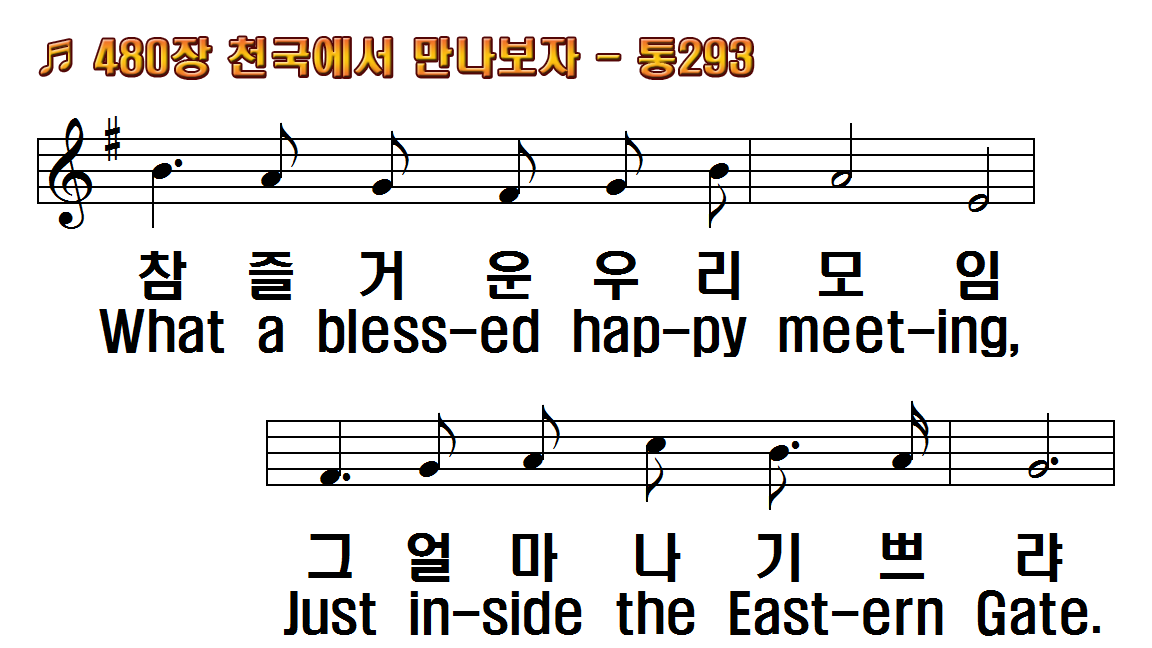 ♬ 480장 천국에서 만나보자 - 통293
참 즐 거 운 우 리 모 임
What a bless-ed hap-py meet-ing,
그 얼 마 나 기 쁘 랴
Just in-side the East-ern Gate.